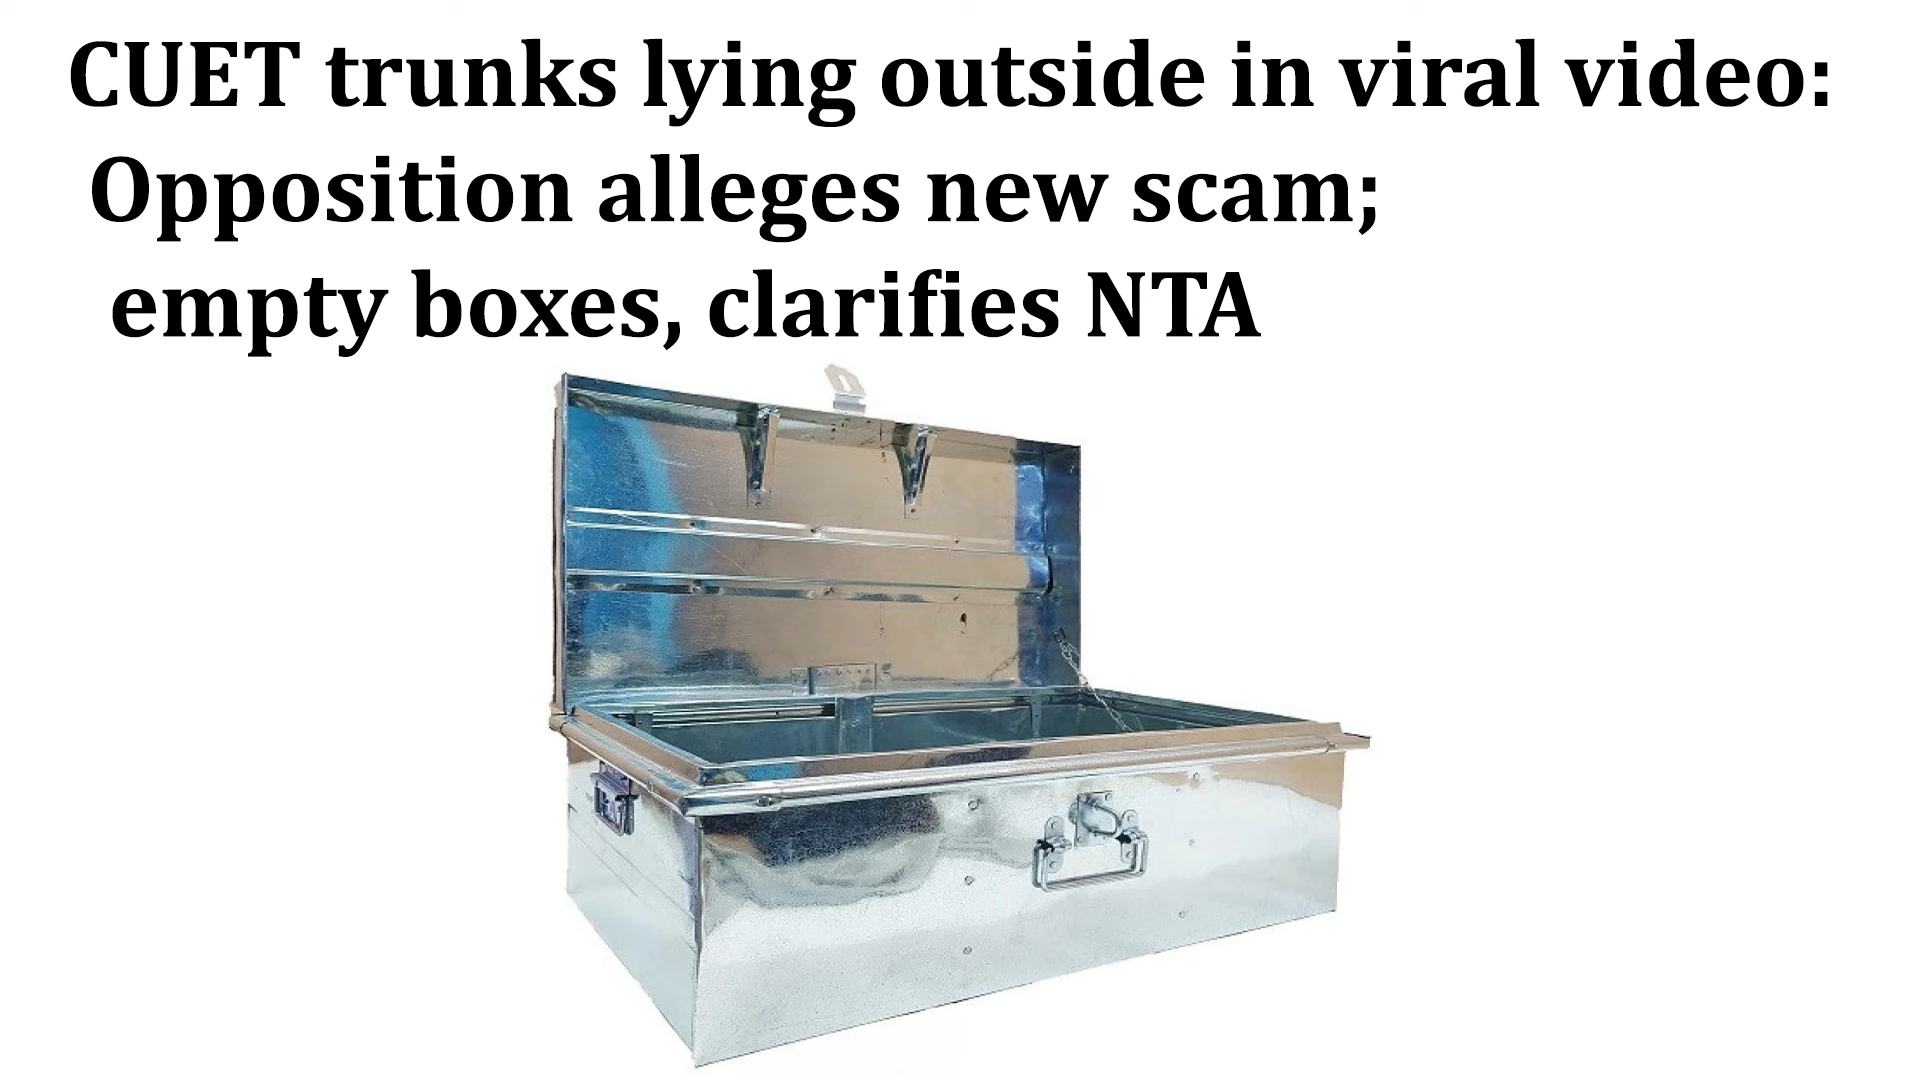 CUET trunks lying outside in viral video:
Opposition alleges new scam;
empty boxes, clarifies NTA